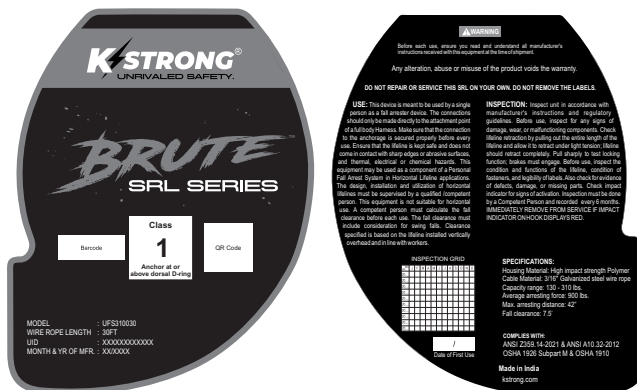 KSTRONG®
UNRIVALED SAFETY.
BRUTE
SRL SERIES
Barcode
Class
1
Anchor at or
above dorsal D-ring
QR Code
MODEL : UFS310030
WIRE ROPE LENGTH : 30FT
UID : XXXXXXXXXXXX
MONTH & YR OF MFR. : XX/XXXX
WARNING
Before each use, ensure you read and understand all manufacturer's
instructions received with this equipment at the time of shipment.
Any alteration, abuse or misuse of the product voids the warranty.
DO NOT REPAIR OR SERVICE THIS SRL ON YOUR OWN. DO NOT REMOVE THE LABELS.
USE: This device is meant to be used by a single
person as a fall arrester device. The connections
should only be made directly to the attachment point
of a full body Harness. Make sure that the connection
to the anchorage is secured properly before every
use. Ensure that the lifeline is kept safe and does not
come in contact with sharp edges or abrasive surfaces,
and thermal, electrical or chemical hazards. This
equipment may be used as a component of a Personal
Fall Arrest System in Horizontal Lifeline applications.
The design, installation and utilization of horizontal
lifelines must be supervised by a qualified /competent
person. This equipment is not suitable for horizontal
use. A competent person must calculate the fall
clearance before each use. The fall clearance must
include consideration for swing falls. Clearance
specified is based on the lifeline installed vertically
overhead and in line with workers.
INSPECTION: Inspect unit in accordance with
manufacturer's instructions and regulatory
guidelines. Before use, inspect for any signs of
damage, wear, or malfunctioning components. Check
lifeline retraction by pulling out the entire length of the
lifeline and allow it to retract under light tension; lifeline
should retract completely. Pull sharply to test locking
function; brakes must engage. Before use, inspect the
condition and functions of the lifeline, condition of
fasteners, and legibility of labels. Also check for evidence
of defects, damage, or missing parts. Check impact
indicator for signs of activation. Inspection must be done
by a Competent Person and recorded every 6 months.
IMMEDIATELY REMOVE FROM SERVICE IF IMPACT
INDICATOR ON HOOK DISPLAYS RED.
INSPECTION GRID
/
Date of First Use
SPECIFICATIONS:
Housing Material: High impact strength Polymer
Cable Material: 3/16" Galvanized steel wire rope
Capacity range: 130 - 310 lbs.
Average arresting force: 900 lbs.
Max. arresting distance: 42"
Fall clearance: 7.5'
COMPLIES WITH:
ANSI Z359.14-2021 & ANSI A10.32-2012
OSHA 1926 Subpart M & OSHA 1910
Made in India
kstrong.com